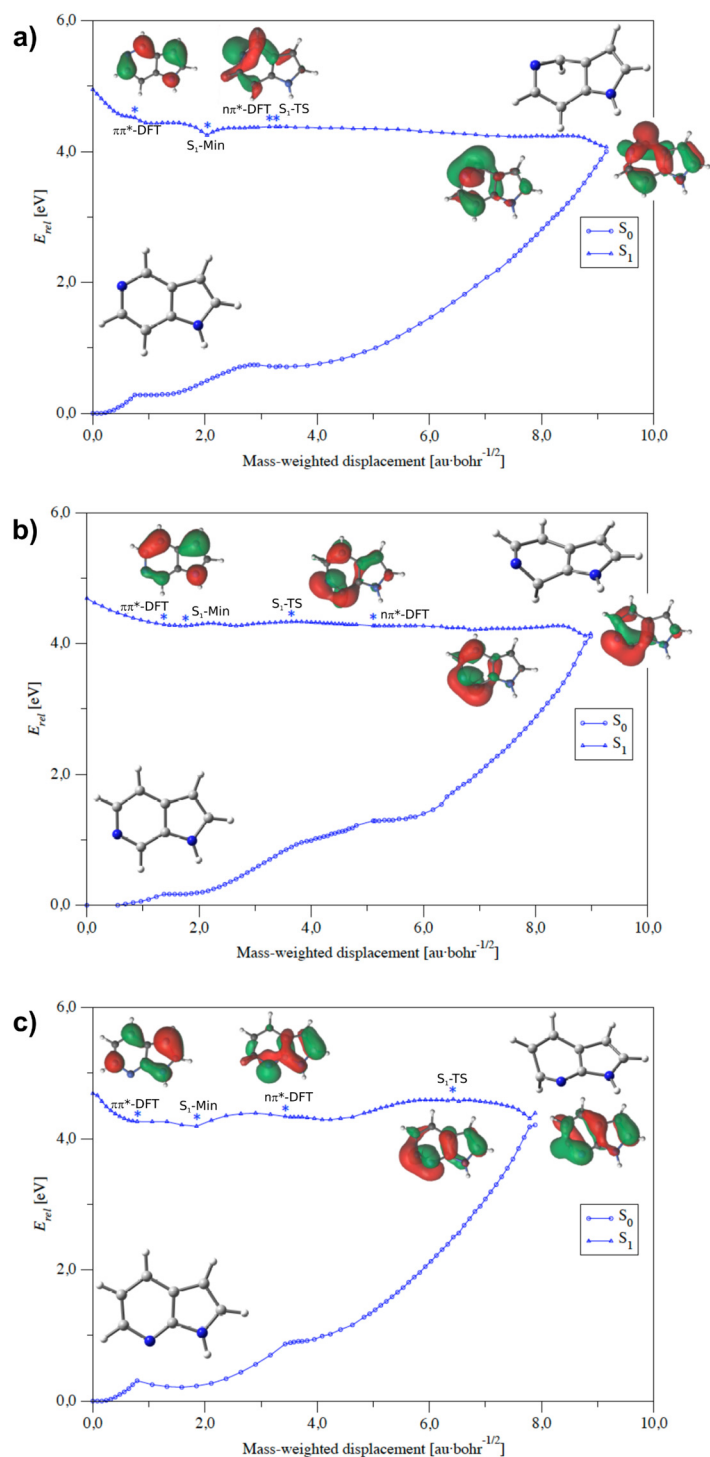 a)
6,0
nπ*-DFT S₁-TS
**
ππ*-DFT
*
S₁-Min
*
4,0
E_rel [eV]
S₀
S₁
2,0
0,0
0,0 2,0 4,0 6,0 8,0 10,0
Mass-weighted displacement [au·bohr⁻¹/²]
b)
6,0
ππ*-DFT
*
S₁-Min
*
S₁-TS
*
nπ*-DFT
*
4,0
E_rel [eV]
S₀
S₁
2,0
0,0
0,0 2,0 4,0 6,0 8,0 10,0
Mass-weighted displacement [au·bohr⁻¹/²]
c)
6,0
S₁-TS
*
ππ*-DFT
*
S₁-Min
*
nπ*-DFT
*
4,0
E_rel [eV]
S₀
S₁
2,0
0,0
0,0 2,0 4,0 6,0 8,0 10,0
Mass-weighted displacement [au·bohr⁻¹/²]